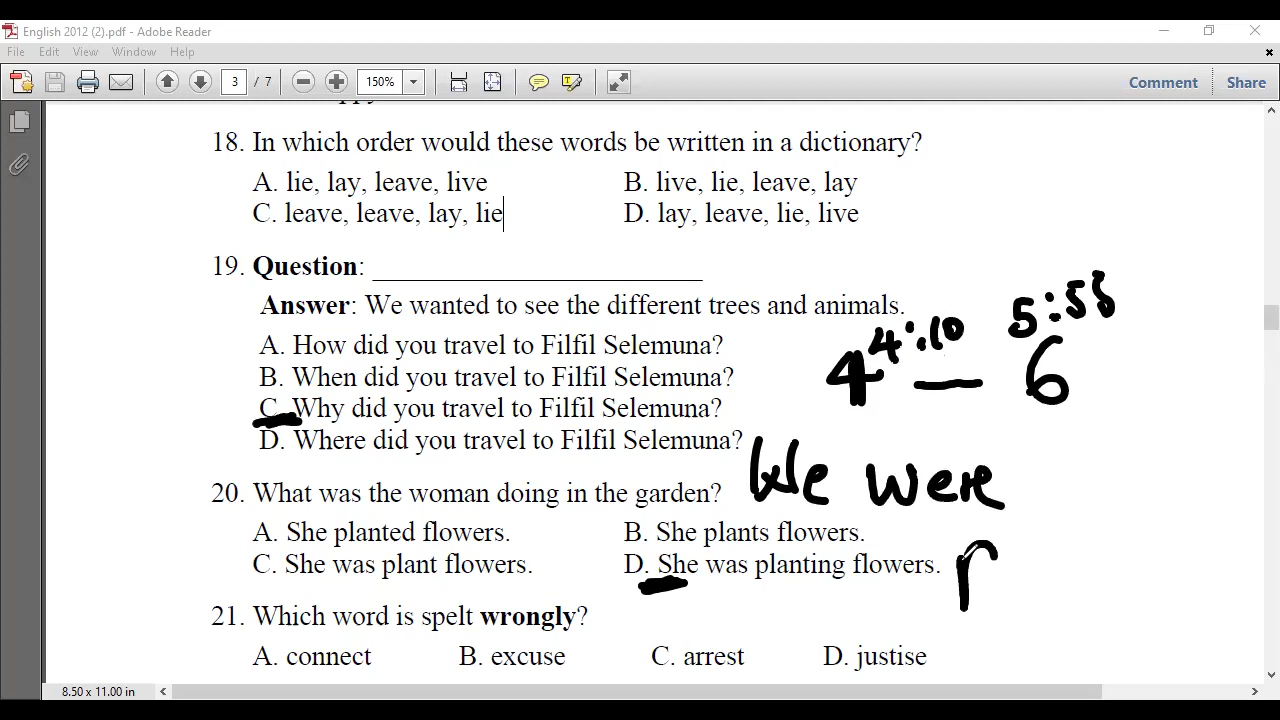 English 2012 (2).pdf - Adobe Reader
File Edit View Window Help
3 / 7 150% Comment Share
18. In which order would these words be written in a dictionary?
A. lie, lay, leave, live B. live, lie, leave, lay
C. leave, leave, lay, lie D. lay, leave, lie, live
19. Question: ______________________
Answer: We wanted to see the different trees and animals.
4:10 5:55
A. How did you travel to Filfil Selemuna?
4 — 6
B. When did you travel to Filfil Selemuna?
C. Why did you travel to Filfil Selemuna?
D. Where did you travel to Filfil Selemuna?
We were
20. What was the woman doing in the garden?
A. She planted flowers. B. She plants flowers.
C. She was plant flowers. D. She was planting flowers.
21. Which word is spelt wrongly?
A. connect B. excuse C. arrest D. justise
8.50 x 11.00 in